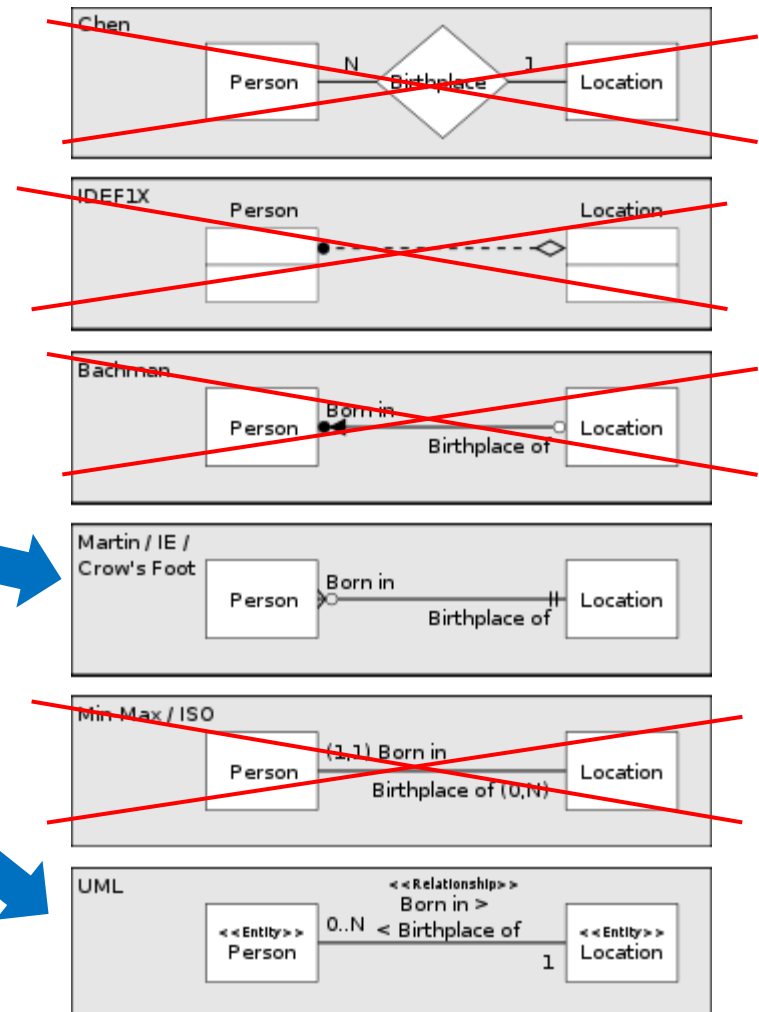 Chen
Person N Birthplace 1 Location
IDEF1X
Person Location
Bachman
Born in
Person Location
Birthplace of
Martin / IE /
Crow's Foot
Born in
Person Location
Birthplace of
Min-Max / ISO
(1,1) Born in
Person Location
Birthplace of (0,N)
UML
<<Relationship>>
Born in >
0..N < Birthplace of
<<Entity>> <<Entity>>
Person 1 Location